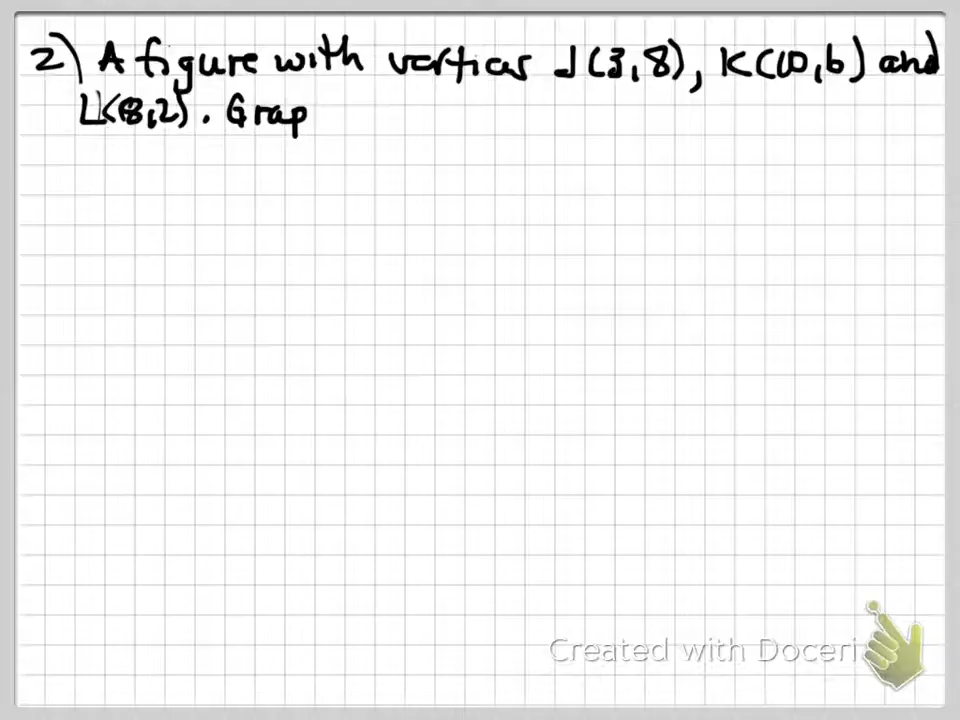 2) A figure with vertices J(3,8), K(10,6) and
L(8,2). Grap
Created with Doceri